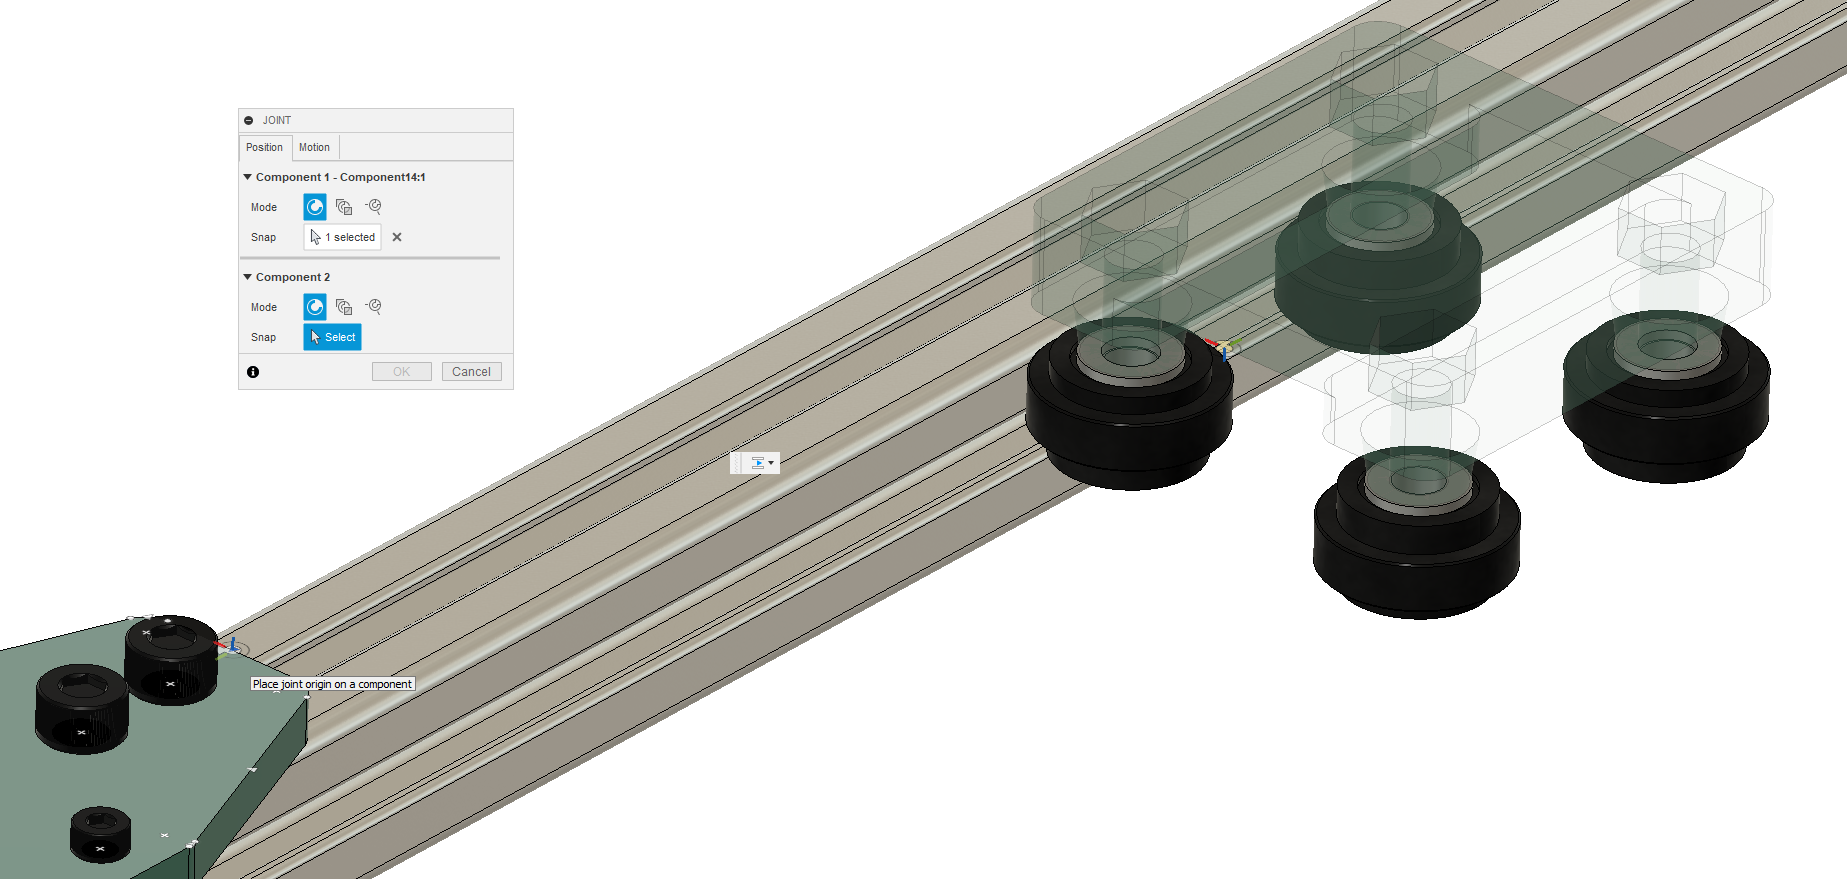 JOINT
Position Motion
Component 1 - Component14:1
Mode
Snap 1 selected
Component 2
Mode
Snap Select
OK Cancel
Place joint origin on a component